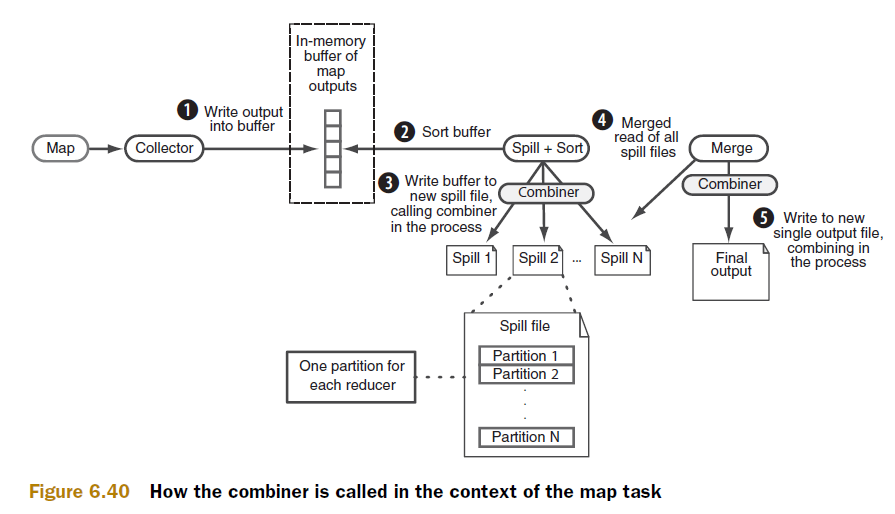 In-memory
buffer of
map
outputs
1 Write output
into buffer
Map
Collector
2 Sort buffer
Spill + Sort
3 Write buffer to
new spill file,
calling combiner
in the process
Combiner
4 Merged
read of all
spill files
Merge
Combiner
5 Write to new
single output file,
combining in
the process
Spill 1
Spill 2
...
Spill N
Final
output
Spill file
Partition 1
Partition 2
.
.
.
Partition N
One partition for
each reducer
Figure 6.40 How the combiner is called in the context of the map task